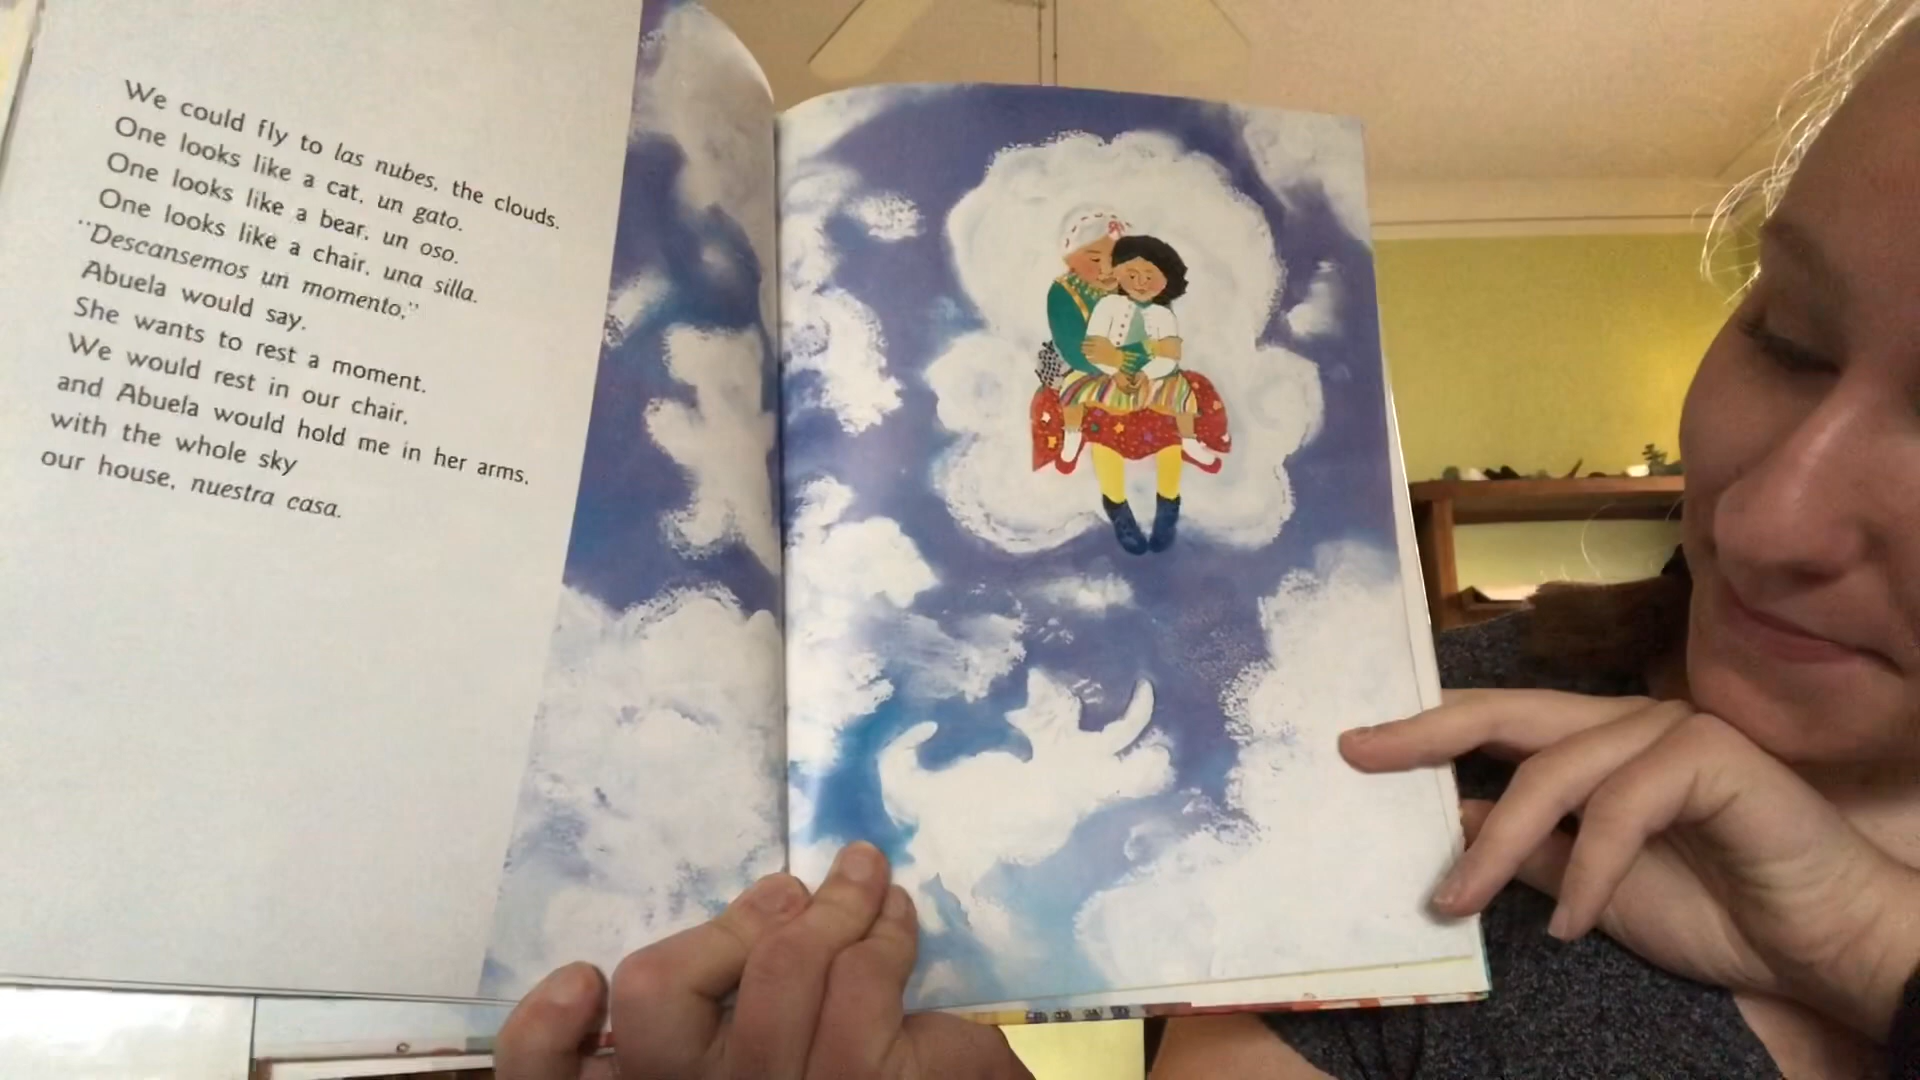 We could fly to las nubes, the clouds.
One looks like a cat, un gato.
One looks like a bear, un oso.
One looks like a chair, una silla.
"Descansemos un momento,"
Abuela would say.
She wants to rest a moment.
We would rest in our chair,
and Abuela would hold me in her arms,
with the whole sky
our house, nuestra casa.